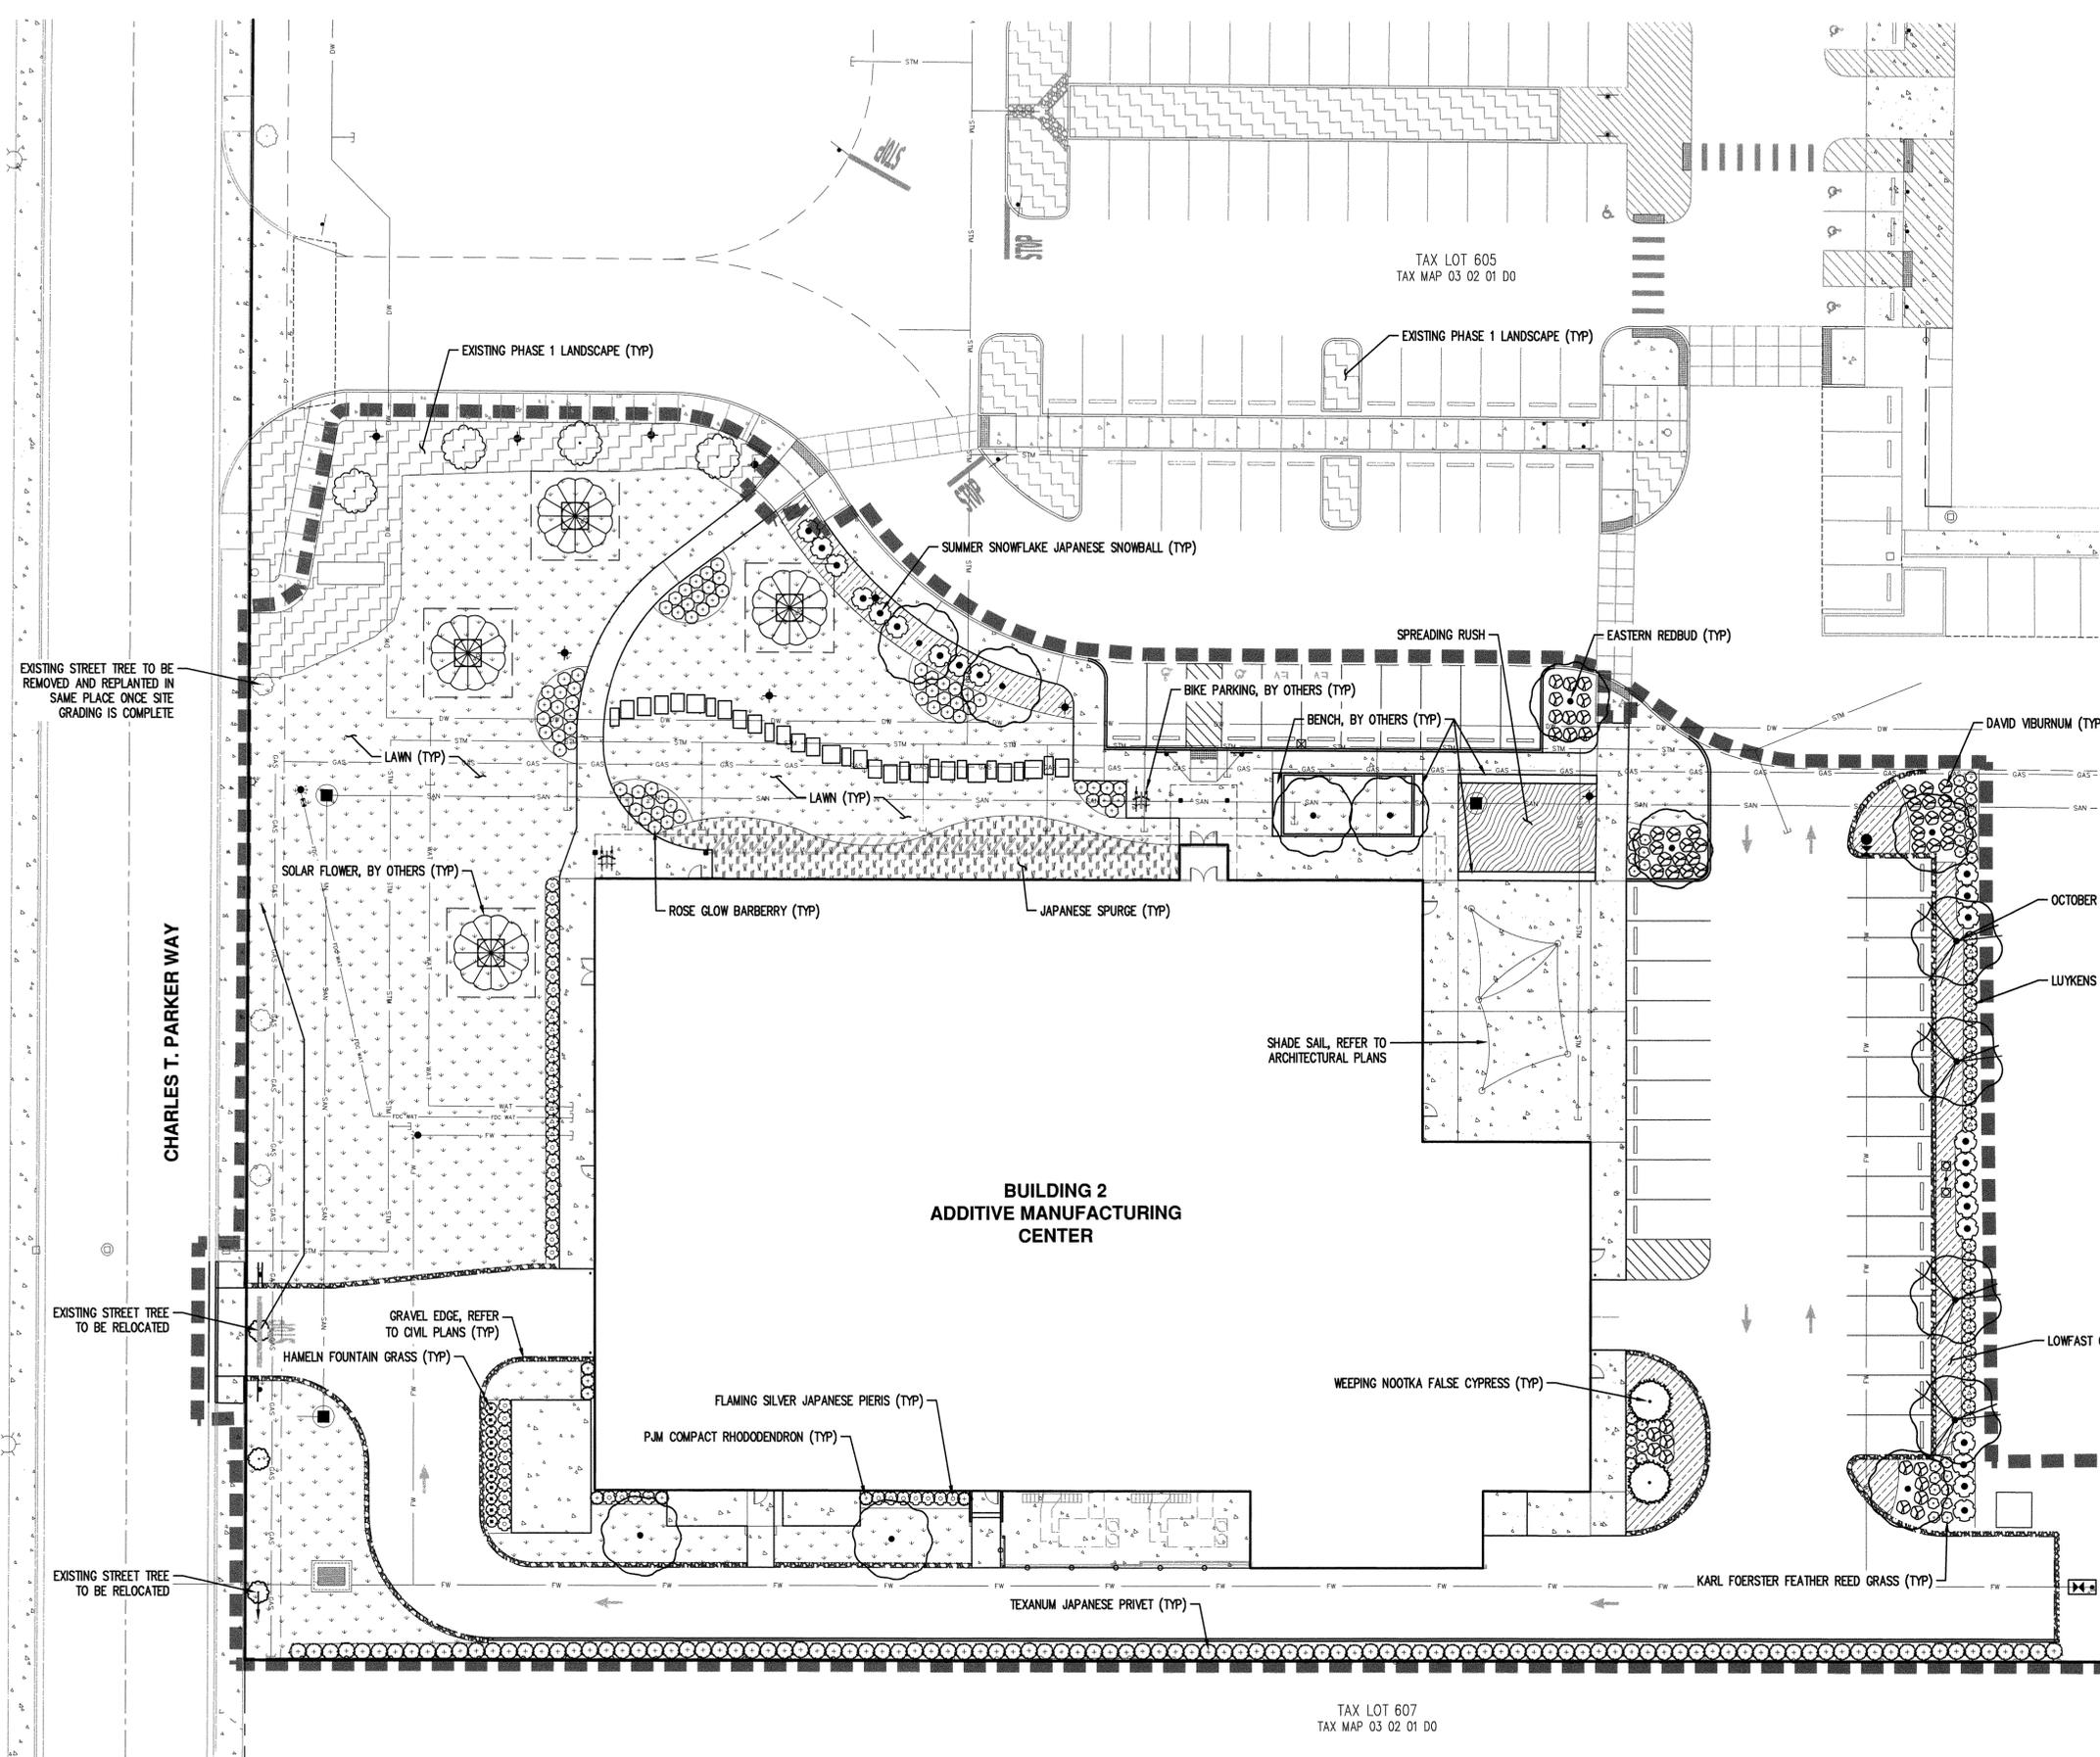 STOP
STOP
STOP
TAX LOT 605
TAX MAP 03 02 01 D0
EXISTING PHASE 1 LANDSCAPE (TYP)
EXISTING PHASE 1 LANDSCAPE (TYP)
SUMMER SNOWFLAKE JAPANESE SNOWBALL (TYP)
SPREADING RUSH
EASTERN REDBUD (TYP)
EXISTING STREET TREE TO BE
REMOVED AND REPLANTED IN
SAME PLACE ONCE SITE
GRADING IS COMPLETE
BIKE PARKING, BY OTHERS (TYP)
BENCH, BY OTHERS (TYP)
DAVID VIBURNUM (TYP
LAWN (TYP)
LAWN (TYP)
SOLAR FLOWER, BY OTHERS (TYP)
ROSE GLOW BARBERRY (TYP)
JAPANESE SPURGE (TYP)
OCTOBER
LUYKENS
CHARLES T. PARKER WAY
SHADE SAIL, REFER TO
ARCHITECTURAL PLANS
BUILDING 2
ADDITIVE MANUFACTURING
CENTER
EXISTING STREET TREE
TO BE RELOCATED
GRAVEL EDGE, REFER
TO CIVIL PLANS (TYP)
HAMELN FOUNTAIN GRASS (TYP)
LOWFAST
WEEPING NOOTKA FALSE CYPRESS (TYP)
FLAMING SILVER JAPANESE PIERIS (TYP)
PJM COMPACT RHODODENDRON (TYP)
EXISTING STREET TREE
TO BE RELOCATED
KARL FOERSTER FEATHER REED GRASS (TYP)
TEXANUM JAPANESE PRIVET (TYP)
TAX LOT 607
TAX MAP 03 02 01 D0